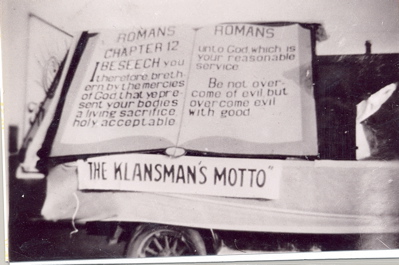 ROMANS
CHAPTER 12
I BESEECH you
therefore, breth-
ern by the mercies
of God, that ye pre-
sent your bodies
a living sacrifice
holy acceptable
ROMANS
unto God, which is
your reasonable
service
Be not over-
come of evil, but
overcome evil
with good
THE KLANSMAN'S MOTTO"